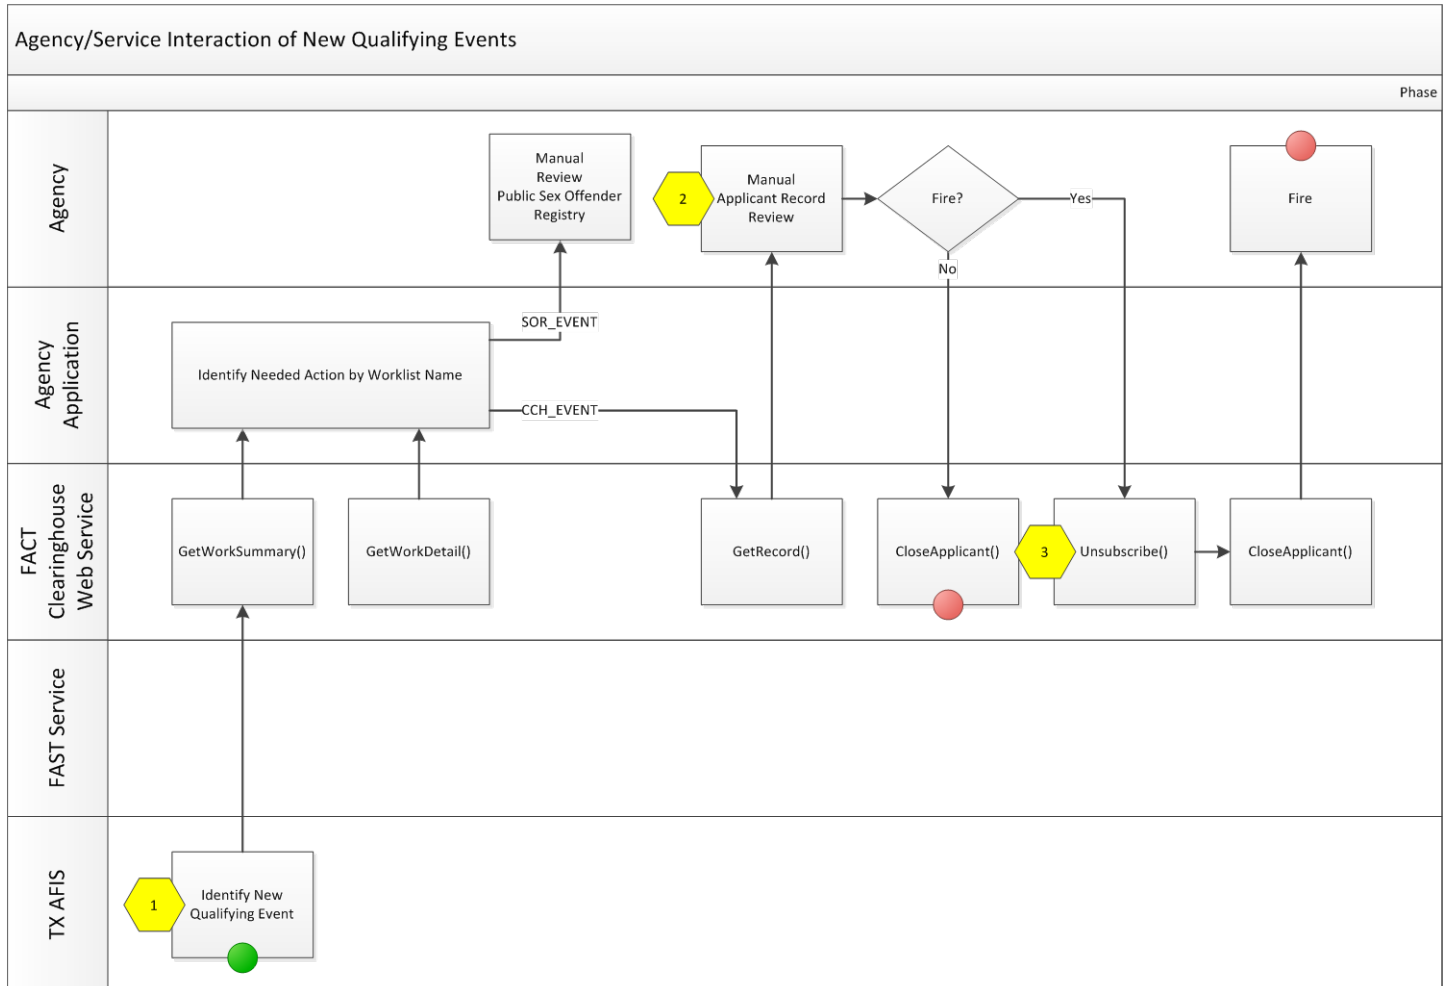 Agency/Service Interaction of New Qualifying Events
Phase
Agency
Manual
Review
Public Sex Offender
Registry
2
Manual
Applicant Record
Review
Fire?
Yes
No
Fire
Agency
Application
SOR_EVENT
Identify Needed Action by Worklist Name
CCH_EVENT
FACT
Clearinghouse
Web Service
GetWorkSummary()
GetWorkDetail()
GetRecord()
CloseApplicant()
3
Unsubscribe()
CloseApplicant()
FAST Service
TX AFIS
1
Identify New
Qualifying Event